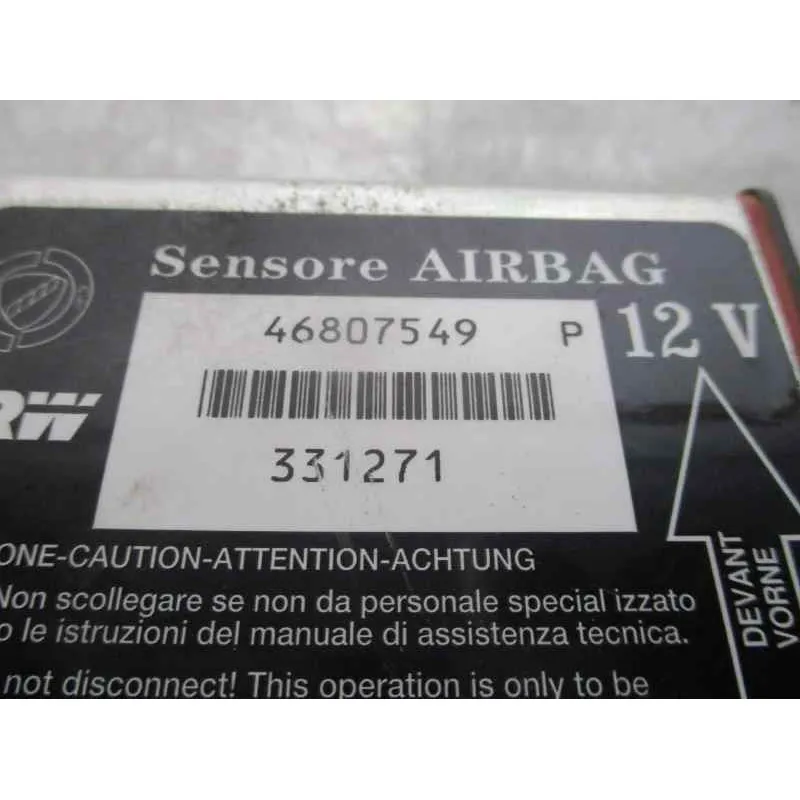 Sensore AIRBAG
46807549 P
12 V
RW
331271
ONE-CAUTION-ATTENTION-ACHTUNG
Non scollegare se non da personale special izzato
o le istruzioni del manuale di assistenza tecnica.
not disconnect! This operation is only to be
DEVANT
VORNE